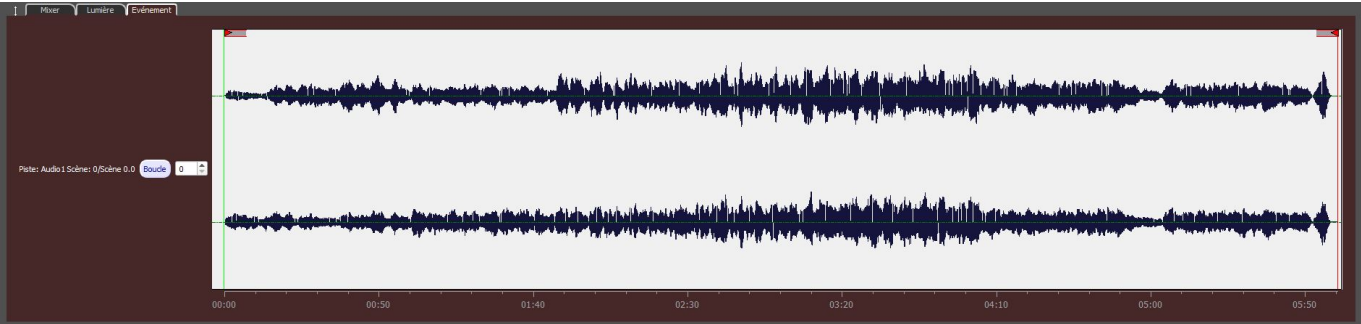 Mixer Lumière Evénement
Piste: Audio1 Scène: 0/Scène 0.0 Boucle 0
00:00 00:50 01:40 02:30 03:20 04:10 05:00 05:50